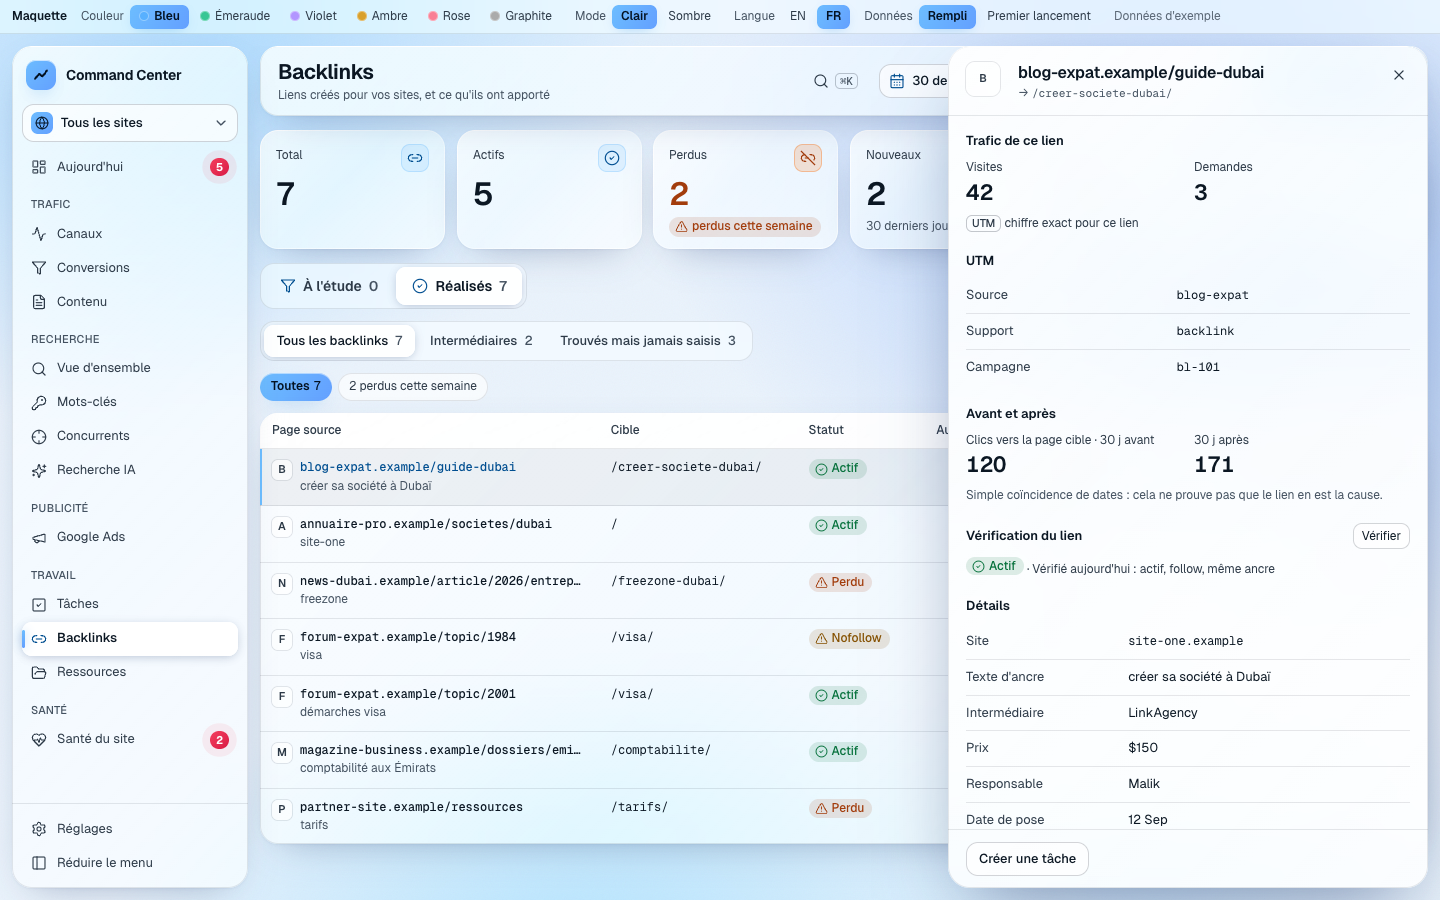 Maquette Couleur Bleu Émeraude Violet Ambre Rose Graphite Mode Clair Sombre Langue EN FR Données Rempli Premier lancement Données d'exemple
Command Center
Tous les sites
Aujourd'hui 5
TRAFIC
Canaux
Conversions
Contenu
RECHERCHE
Vue d'ensemble
Mots-clés
Concurrents
Recherche IA
PUBLICITÉ
Google Ads
TRAVAIL
Tâches
Backlinks
Ressources
SANTÉ
Santé du site 2
Réglages
Réduire le menu
Backlinks
Liens créés pour vos sites, et ce qu'ils ont apporté
⌘K
30 de
Total
7
Actifs
5
Perdus
2
perdus cette semaine
Nouveaux
2
30 derniers jou
À l'étude 0 Réalisés 7
Tous les backlinks 7 Intermédiaires 2 Trouvés mais jamais saisis 3
Toutes 7 2 perdus cette semaine
Page source Cible Statut Au
B blog-expat.example/guide-dubai /creer-societe-dubai/ Actif
créer sa société à Dubaï
A annuaire-pro.example/societes/dubai / Actif
site-one
N news-dubai.example/article/2026/entrep… /freezone-dubai/ Perdu
freezone
F forum-expat.example/topic/1984 /visa/ Nofollow
visa
F forum-expat.example/topic/2001 /visa/ Actif
démarches visa
M magazine-business.example/dossiers/emi… /comptabilite/ Actif
comptabilité aux Émirats
P partner-site.example/ressources /tarifs/ Perdu
tarifs
B blog-expat.example/guide-dubai
→ /creer-societe-dubai/
Trafic de ce lien
Visites Demandes
42 3
UTM chiffre exact pour ce lien
UTM
Source blog-expat
Support backlink
Campagne bl-101
Avant et après
Clics vers la page cible · 30 j avant 30 j après
120 171
Simple coïncidence de dates : cela ne prouve pas que le lien en est la cause.
Vérification du lien Vérifier
Actif · Vérifié aujourd'hui : actif, follow, même ancre
Détails
Site site-one.example
Texte d'ancre créer sa société à Dubaï
Intermédiaire LinkAgency
Prix $150
Responsable Malik
Date de pose 12 Sep
Créer une tâche